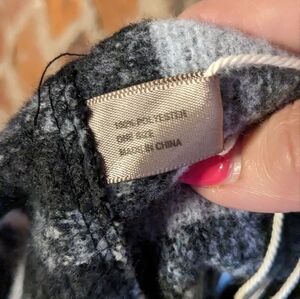 100% POLYESTER
ONE SIZE
MADE IN CHINA